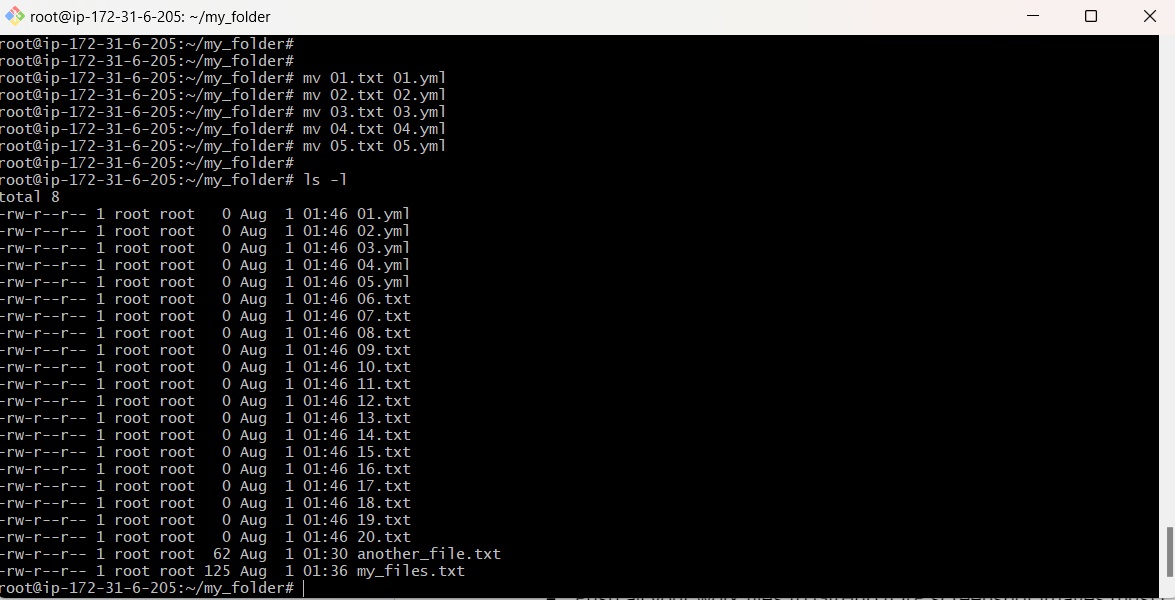 root@ip-172-31-6-205: ~/my_folder
root@ip-172-31-6-205:~/my_folder#
root@ip-172-31-6-205:~/my_folder#
root@ip-172-31-6-205:~/my_folder# mv 01.txt 01.yml
root@ip-172-31-6-205:~/my_folder# mv 02.txt 02.yml
root@ip-172-31-6-205:~/my_folder# mv 03.txt 03.yml
root@ip-172-31-6-205:~/my_folder# mv 04.txt 04.yml
root@ip-172-31-6-205:~/my_folder# mv 05.txt 05.yml
root@ip-172-31-6-205:~/my_folder#
root@ip-172-31-6-205:~/my_folder# ls -l
total 8
-rw-r--r-- 1 root root   0 Aug  1 01:46 01.yml
-rw-r--r-- 1 root root   0 Aug  1 01:46 02.yml
-rw-r--r-- 1 root root   0 Aug  1 01:46 03.yml
-rw-r--r-- 1 root root   0 Aug  1 01:46 04.yml
-rw-r--r-- 1 root root   0 Aug  1 01:46 05.yml
-rw-r--r-- 1 root root   0 Aug  1 01:46 06.txt
-rw-r--r-- 1 root root   0 Aug  1 01:46 07.txt
-rw-r--r-- 1 root root   0 Aug  1 01:46 08.txt
-rw-r--r-- 1 root root   0 Aug  1 01:46 09.txt
-rw-r--r-- 1 root root   0 Aug  1 01:46 10.txt
-rw-r--r-- 1 root root   0 Aug  1 01:46 11.txt
-rw-r--r-- 1 root root   0 Aug  1 01:46 12.txt
-rw-r--r-- 1 root root   0 Aug  1 01:46 13.txt
-rw-r--r-- 1 root root   0 Aug  1 01:46 14.txt
-rw-r--r-- 1 root root   0 Aug  1 01:46 15.txt
-rw-r--r-- 1 root root   0 Aug  1 01:46 16.txt
-rw-r--r-- 1 root root   0 Aug  1 01:46 17.txt
-rw-r--r-- 1 root root   0 Aug  1 01:46 18.txt
-rw-r--r-- 1 root root   0 Aug  1 01:46 19.txt
-rw-r--r-- 1 root root   0 Aug  1 01:46 20.txt
-rw-r--r-- 1 root root  62 Aug  1 01:30 another_file.txt
-rw-r--r-- 1 root root 125 Aug  1 01:36 my_files.txt
root@ip-172-31-6-205:~/my_folder#